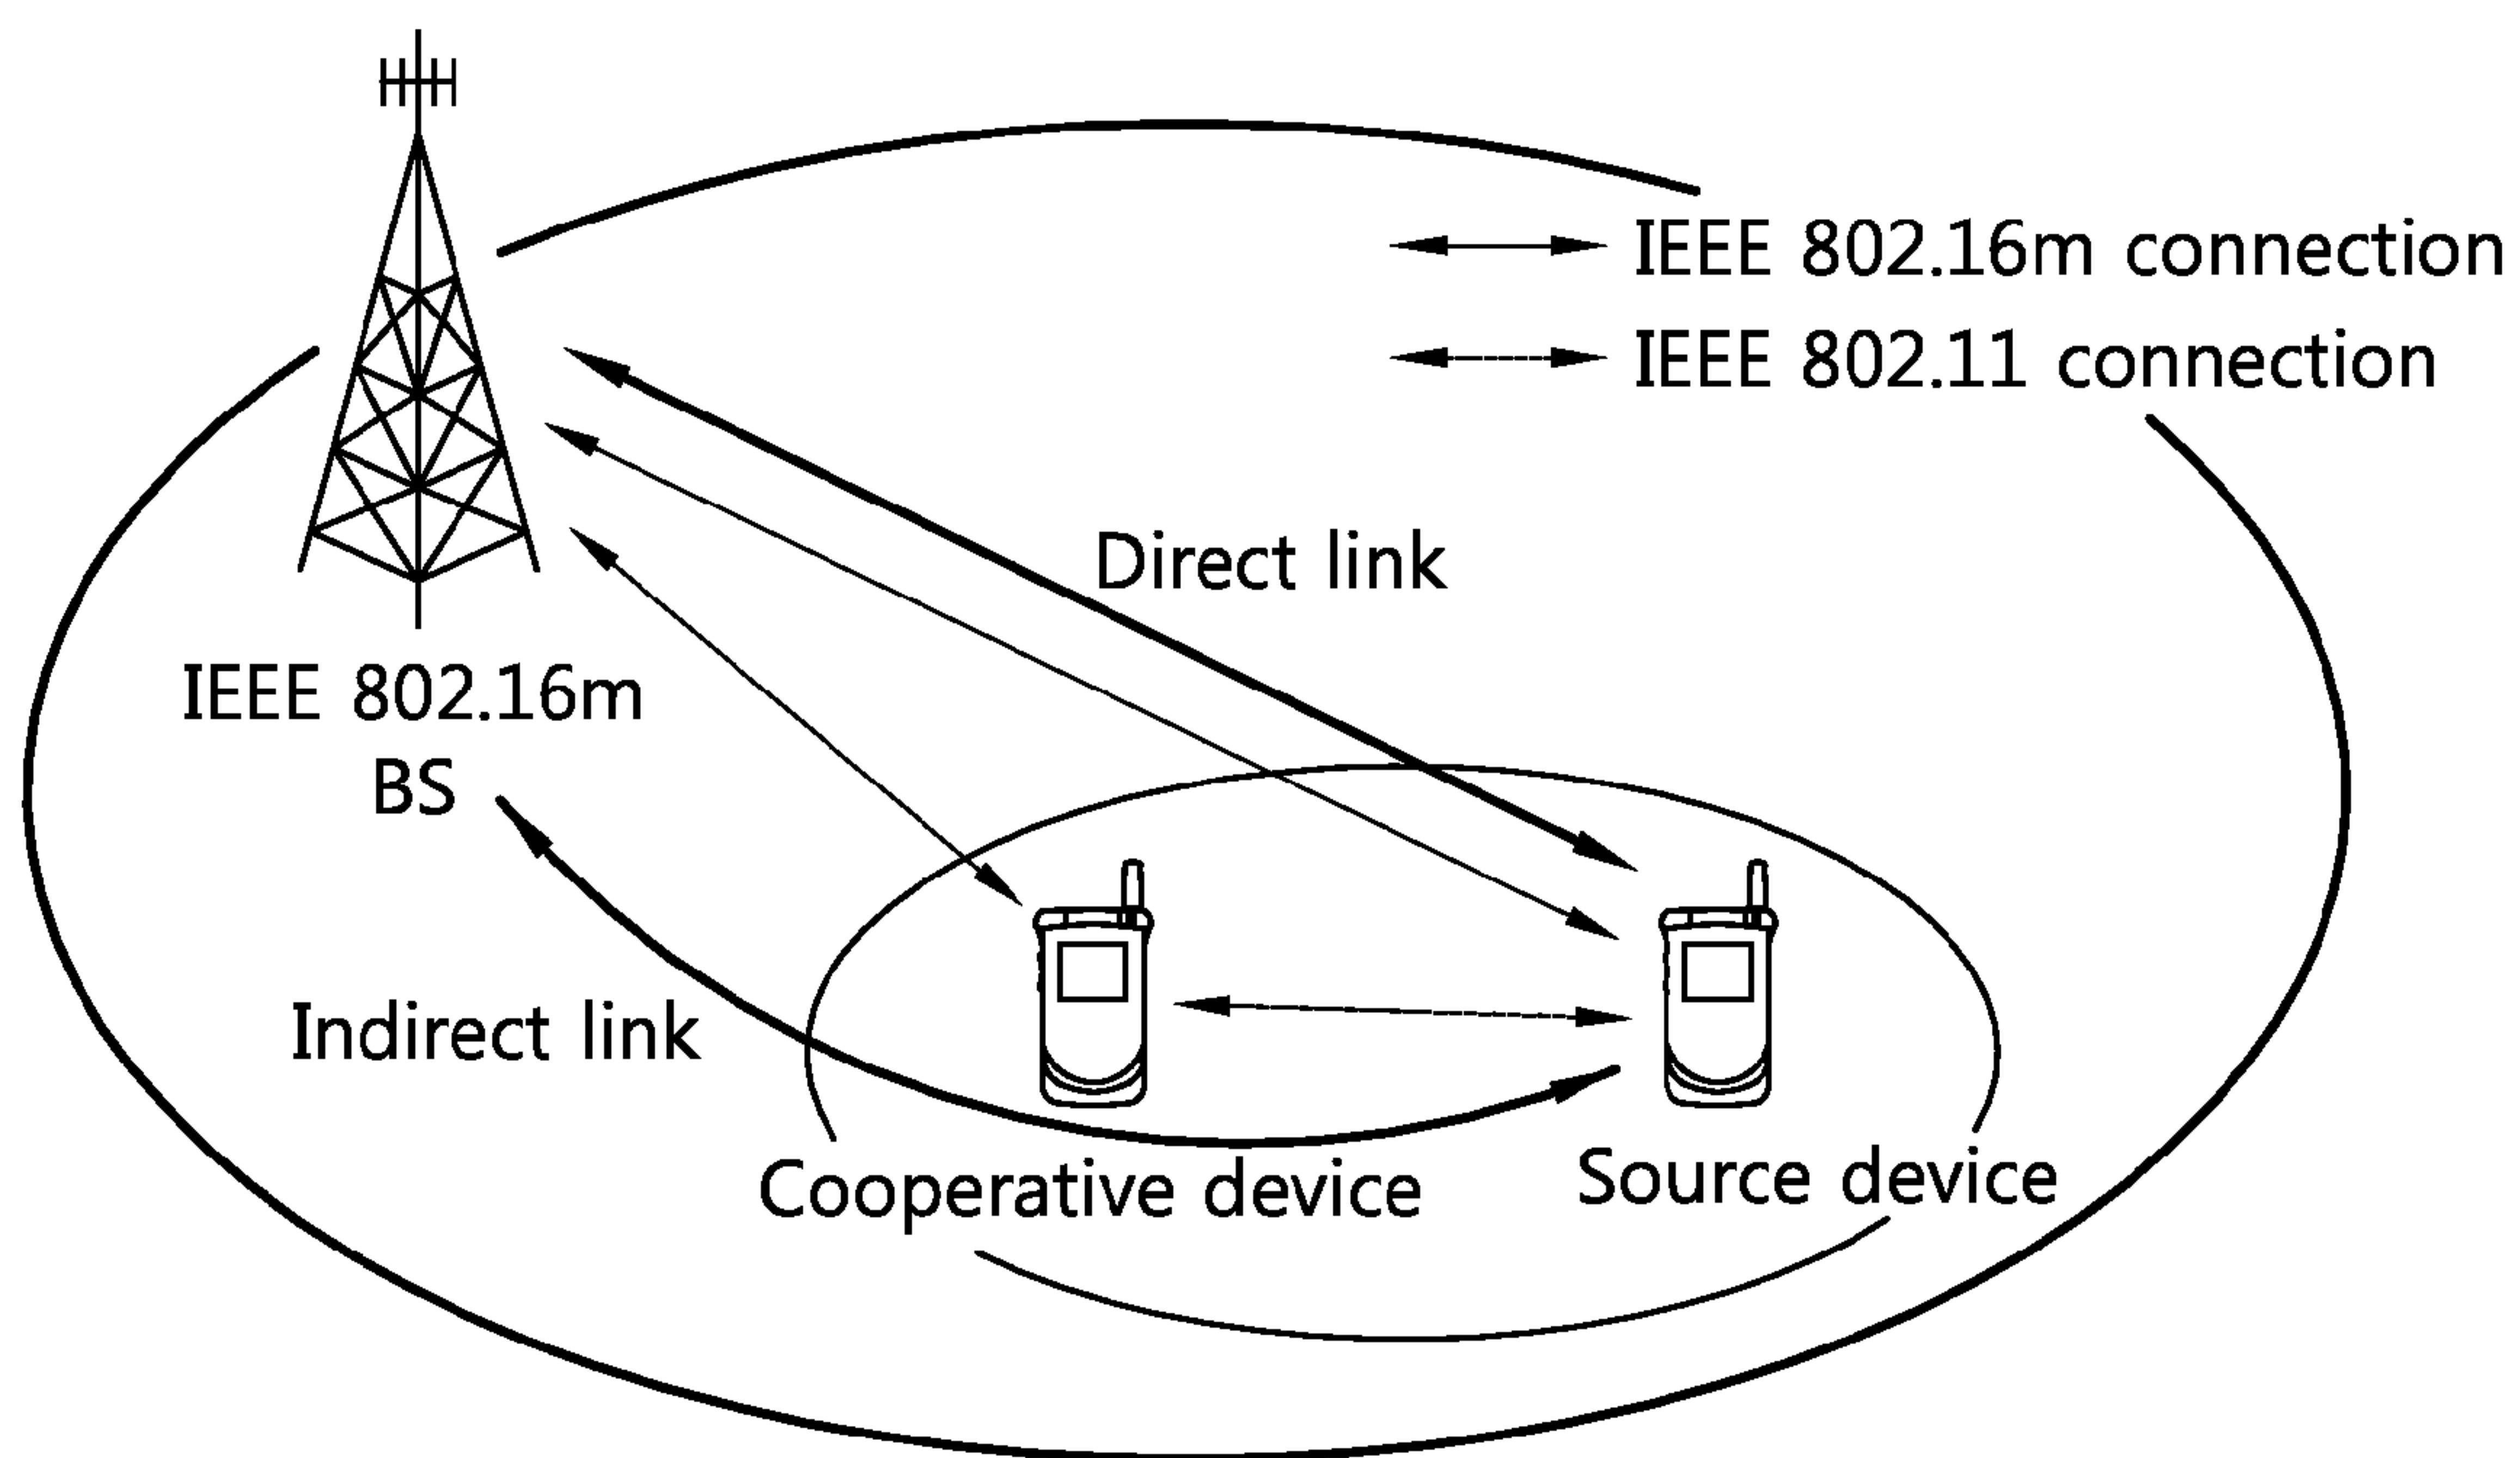 IEEE 802.16m connection
IEEE 802.11 connection
Direct link
IEEE 802.16m
BS
Indirect link
Cooperative device
Source device